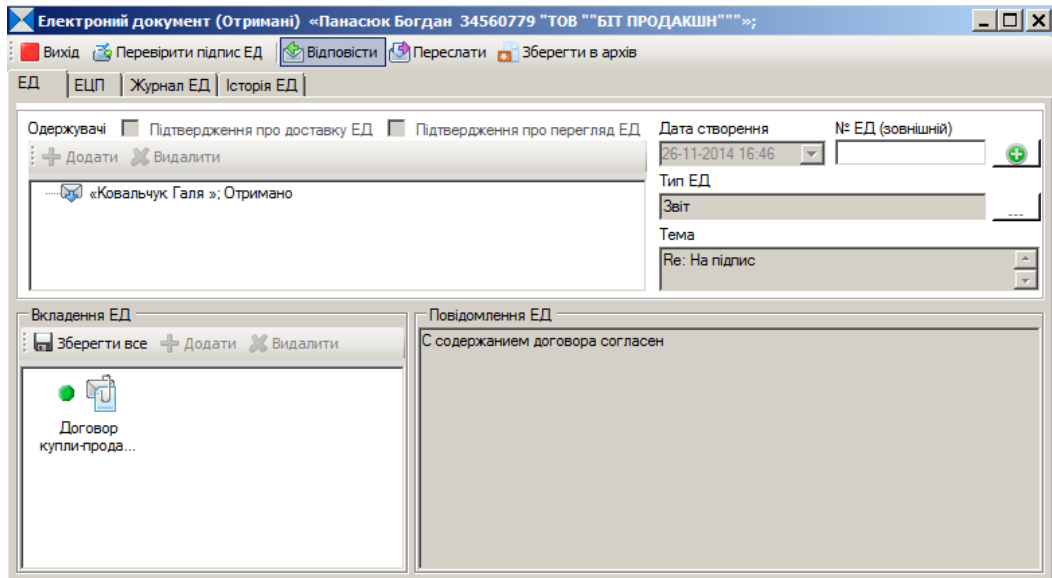 Електроний документ (Отримані) «Панасюк Богдан 34560779 "ТОВ ""БІТ ПРОДАКШН"""»;
Вихід Перевірити підпис ЕД Відповісти Переслати Зберегти в архів
ЕД ЕЦП Журнал ЕД Історія ЕД
Одержувачі Підтвердження про доставку ЕД Підтвердження про перегляд ЕД Дата створення № ЕД (зовнішній)
Додати Видалити 26-11-2014 16:46
Тип ЕД
«Ковальчук Галя »; Отримано
Звіт ...
Тема
Re: На підпис
Вкладення ЕД Повідомлення ЕД
Зберегти все Додати Видалити С содержанием договора согласен
Договор
купли-прода...